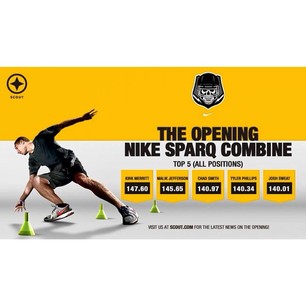 SCOUT
THE OPENING
NIKE SPARQ COMBINE
TOP 5 (ALL POSITIONS)
KIRK MERRITT MALIK JEFFERSON CHAD SMITH TYLER PHILLIPS JOSH SWEAT
147.60 145.65 140.97 140.34 140.01
VISIT US AT SCOUT.COM FOR THE LATEST NEWS ON THE OPENING!